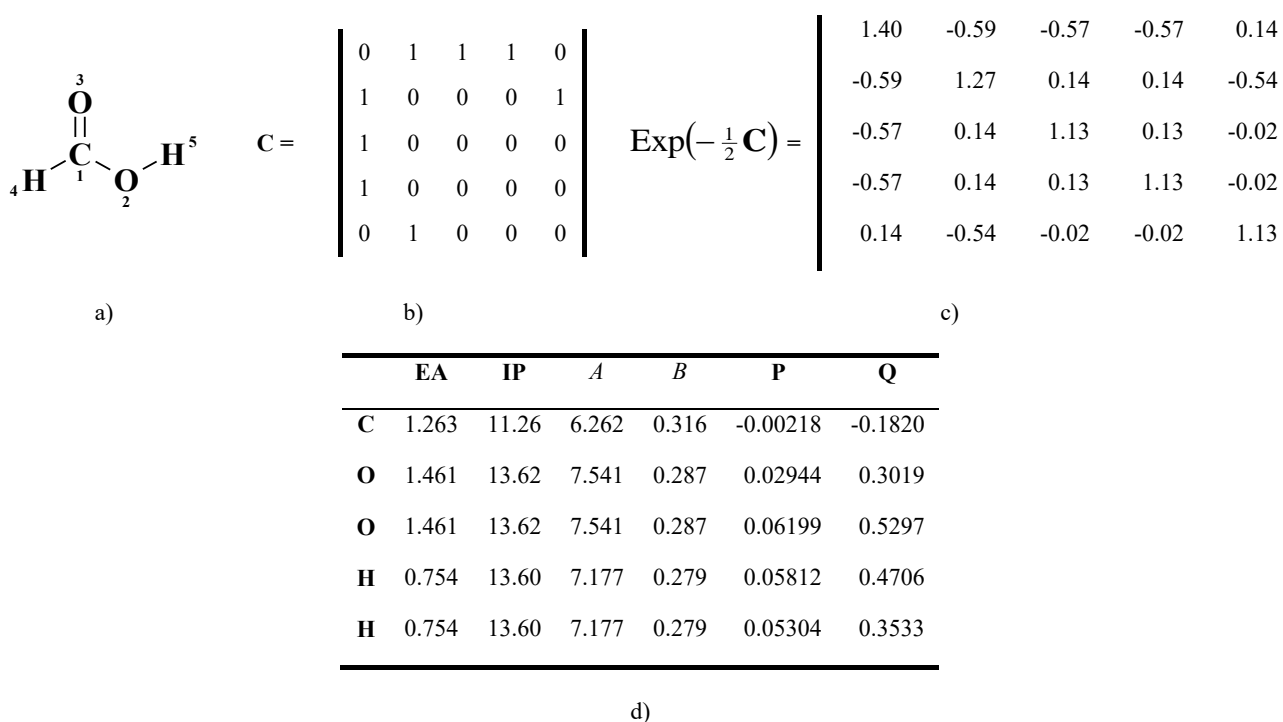 3
O
4 H C 1 O 2 H 5
C =
0 1 1 1 0
1 0 0 0 1
1 0 0 0 0
1 0 0 0 0
0 1 0 0 0
Exp(− ½ C) =
1.40 -0.59 -0.57 -0.57 0.14
-0.59 1.27 0.14 0.14 -0.54
-0.57 0.14 1.13 0.13 -0.02
-0.57 0.14 0.13 1.13 -0.02
0.14 -0.54 -0.02 -0.02 1.13
a) b) c)
EA IP A B P Q
C 1.263 11.26 6.262 0.316 -0.00218 -0.1820
O 1.461 13.62 7.541 0.287 0.02944 0.3019
O 1.461 13.62 7.541 0.287 0.06199 0.5297
H 0.754 13.60 7.177 0.279 0.05812 0.4706
H 0.754 13.60 7.177 0.279 0.05304 0.3533
d)